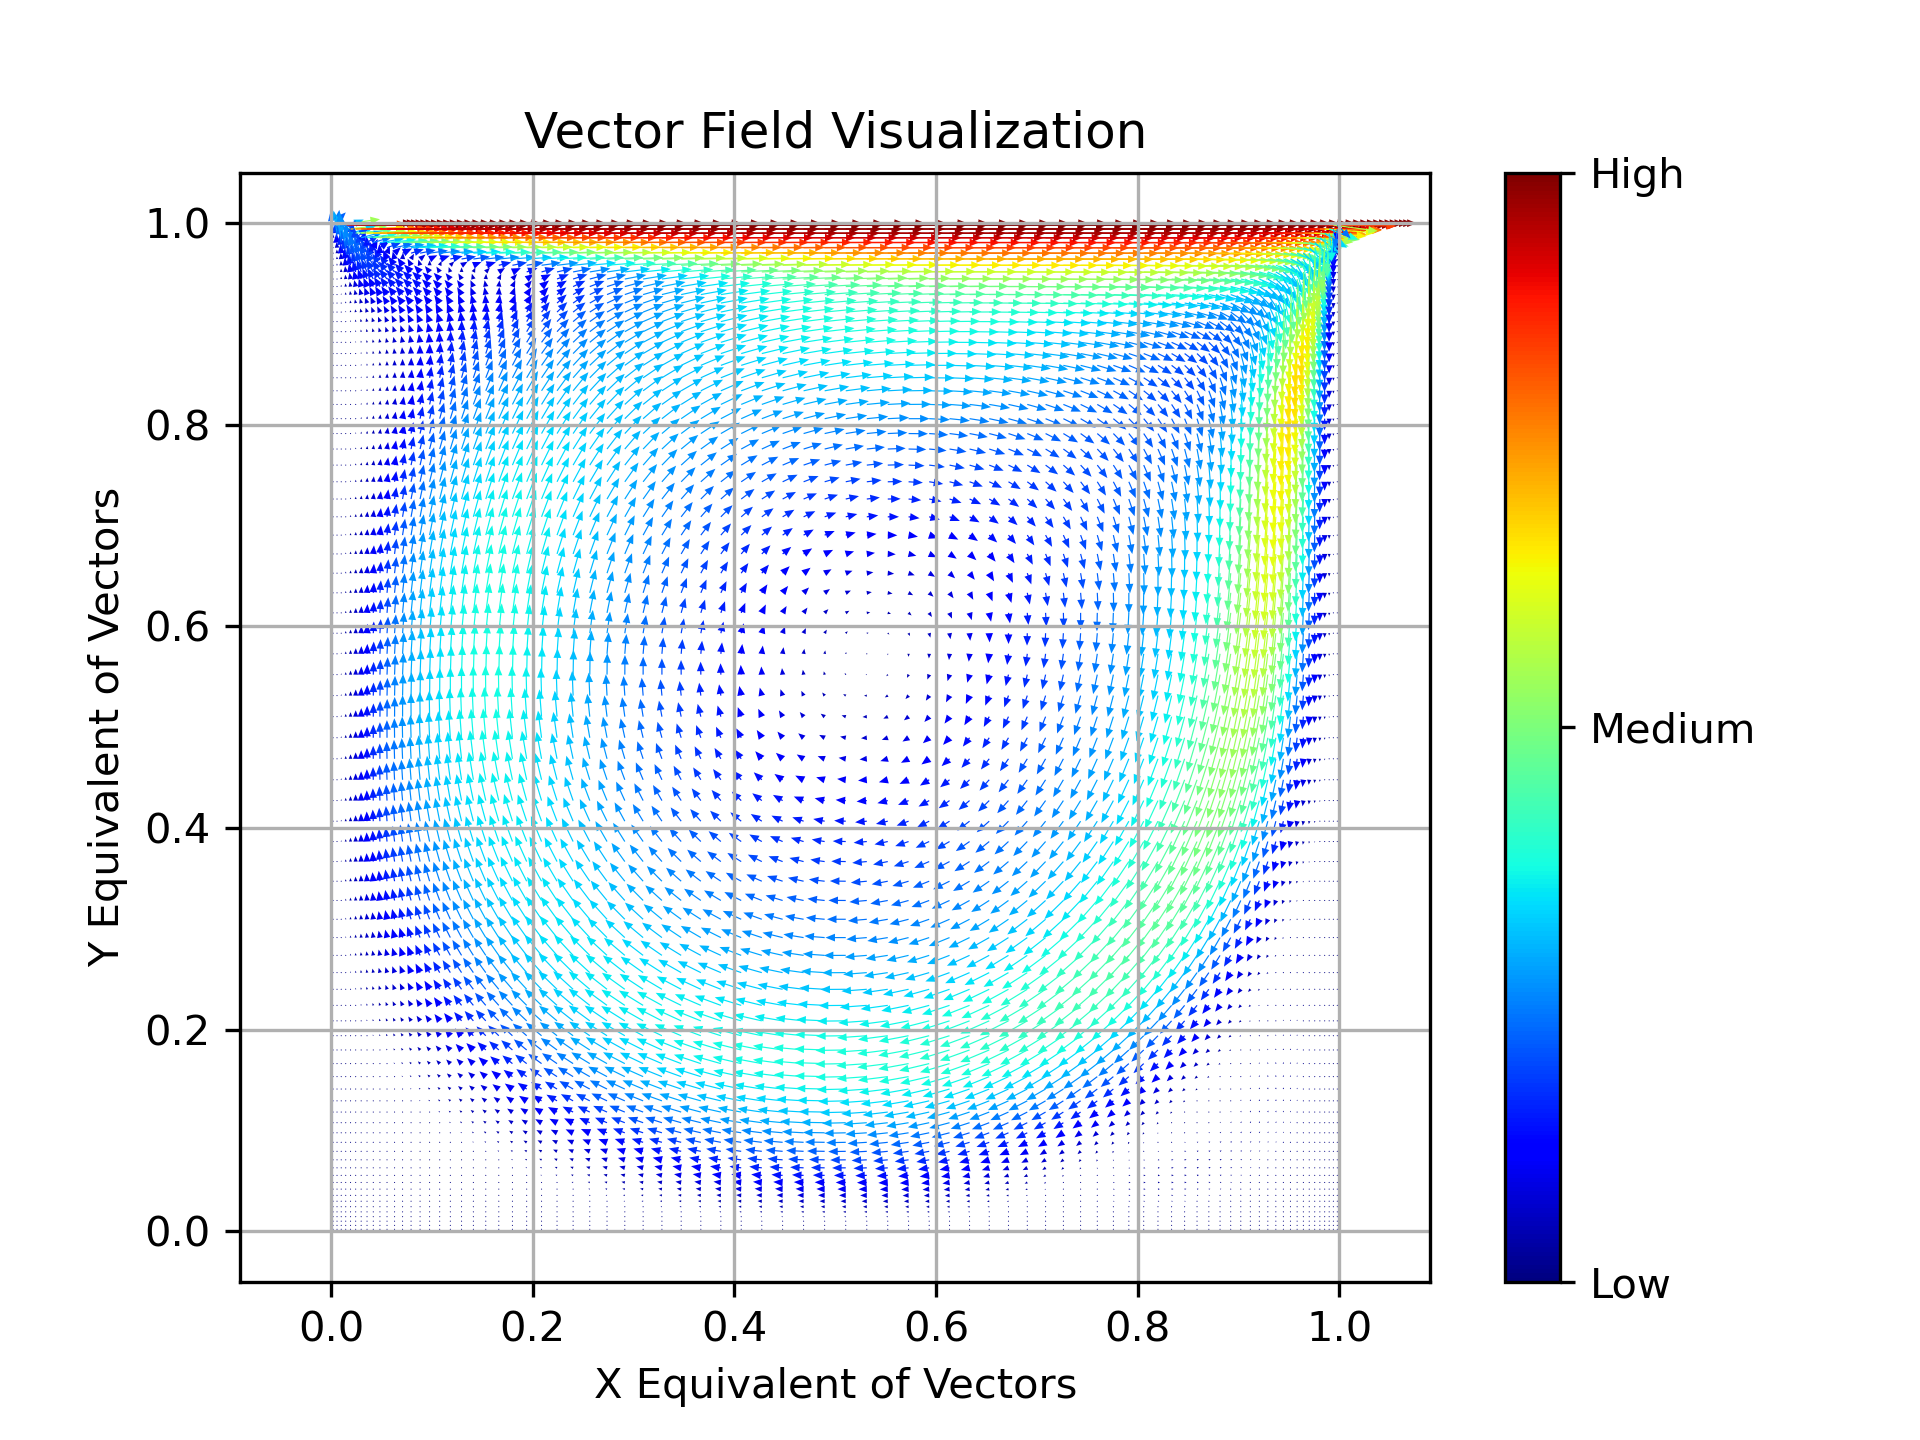 Vector Field Visualization
High
Medium
Low
Y Equivalent of Vectors
1.0
0.8
0.6
0.4
0.2
0.0
0.0 0.2 0.4 0.6 0.8 1.0
X Equivalent of Vectors